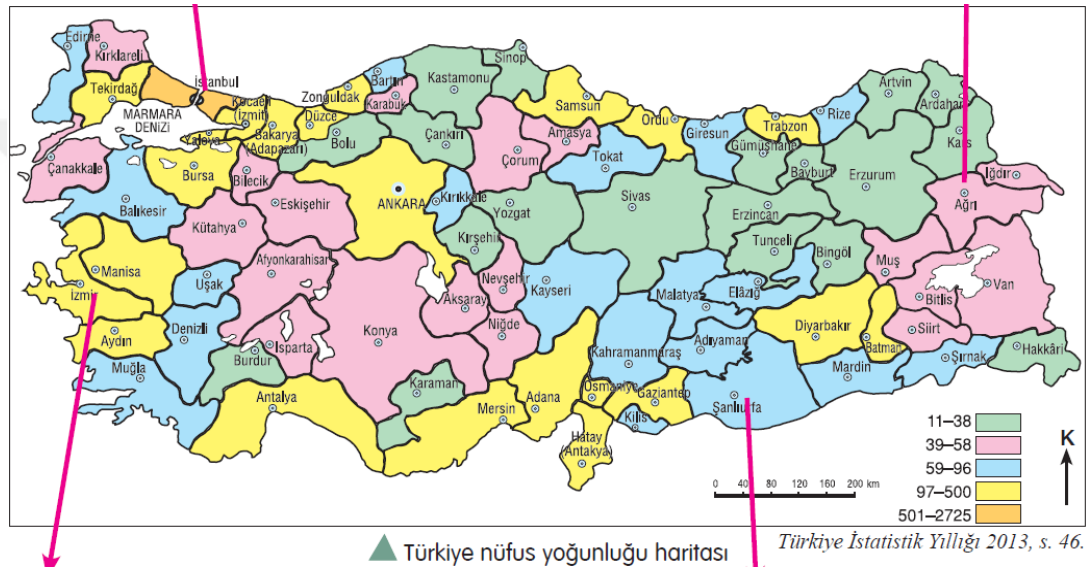 Edirne
Kırklareli
Tekirdağ
İstanbul
Kocaeli
(İzmit)
MARMARA
DENİZİ
Yalova
Bakarya
(Adapazarı)
Düzce
Zonguldak
Bartın
Karabük
Kastamonu
Sinop
Samsun
Ordu
Giresun
Trabzon
Rize
Artvin
Ardahan
Kars
Iğdır
Ağrı
Çanakkale
Balıkesir
Bursa
Bilecik
Bolu
Çankırı
Çorum
Amasya
Tokat
Gümüşhane
Bayburt
Erzurum
Erzincan
Kütahya
Eskişehir
ANKARA
Kırıkkale
Yozgat
Sivas
Kırşehir
Tunceli
Bingöl
Muş
Bitlis
Van
Manisa
İzmir
Uşak
Afyonkarahisar
Nevşehir
Aksaray
Kayseri
Malatya
Elâzığ
Diyarbakır
Batman
Siirt
Şırnak
Hakkâri
Aydın
Denizli
Muğla
Burdur
Isparta
Konya
Niğde
Kahramanmaraş
Adıyaman
Mardin
Antalya
Karaman
Mersin
Adana
Osmaniye
Gaziantep
Kilis
Şanlıurfa
Hatay
(Antakya)
11–38
39–58
59–96
97–500
501–2725
K
0 40 80 120 160 200 km
Türkiye nüfus yoğunluğu haritası
Türkiye İstatistik Yıllığı 2013, s. 46.